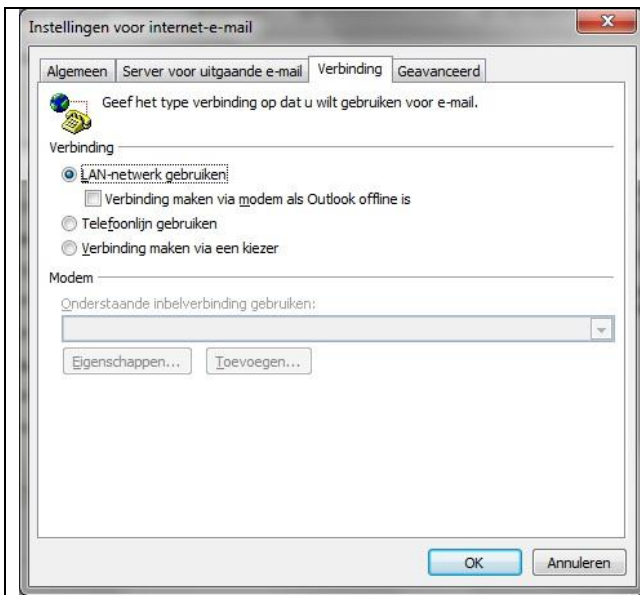 Instellingen voor internet-e-mail
Algemeen Server voor uitgaande e-mail Verbinding Geavanceerd
Geef het type verbinding op dat u wilt gebruiken voor e-mail.
Verbinding
LAN-netwerk gebruiken
Verbinding maken via modem als Outlook offline is
Telefoonlijn gebruiken
Verbinding maken via een kiezer
Modem
Onderstaande inbelverbinding gebruiken:
Eigenschappen... Toevoegen...
OK Annuleren